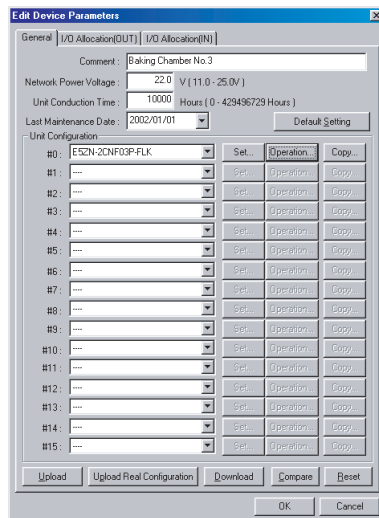 Edit Device Parameters
General I/O Allocation(OUT) I/O Allocation(IN)
Comment : Baking Chamber No.3
Network Power Voltage : 22.0 V ( 11.0 - 25.0V )
Unit Conduction Time : 10000 Hours ( 0 - 429496729 Hours )
Last Maintenance Date : 2002/01/01 Default Setting
Unit Configuration
#0 : E5ZN-2CNF03P-FLK Set... Operation... Copy...
#1 : ---- Set... Operation... Copy...
#2 : ---- Set... Operation... Copy...
#3 : ---- Set... Operation... Copy...
#4 : ---- Set... Operation... Copy...
#5 : ---- Set... Operation... Copy...
#6 : ---- Set... Operation... Copy...
#7 : ---- Set... Operation... Copy...
#8 : ---- Set... Operation... Copy...
#9 : ---- Set... Operation... Copy...
#10 : ---- Set... Operation... Copy...
#11 : ---- Set... Operation... Copy...
#12 : ---- Set... Operation... Copy...
#13 : ---- Set... Operation... Copy...
#14 : ---- Set... Operation... Copy...
#15 : ---- Set... Operation... Copy...
Upload Upload Real Configuration Download Compare Reset
OK Cancel